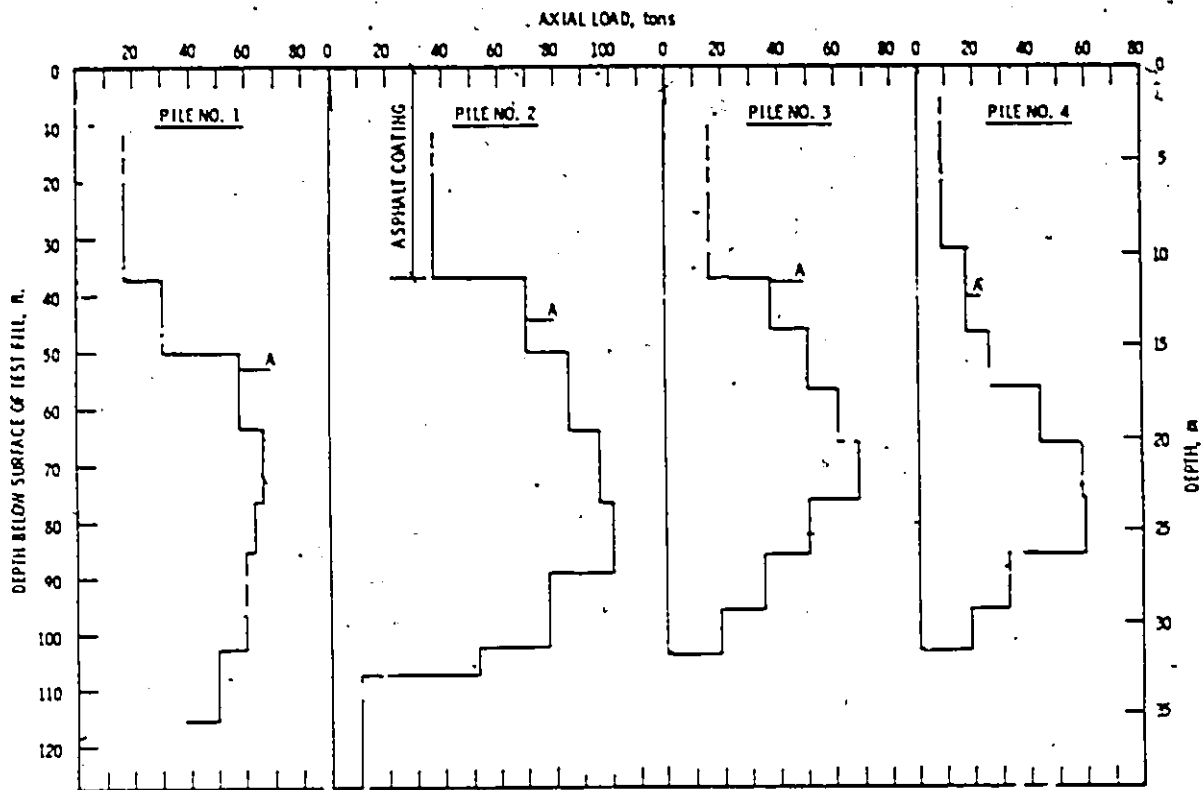 AXIAL LOAD, tons
20 40 60 80 0 20 40 60 80 100 0 20 40 60 80 0 20 40 60 80
PILE NO. 1
PILE NO. 2
PILE NO. 3
PILE NO. 4
ASPHALT COATING
A
A
A
A
DEPTH BELOW SURFACE OF TEST FILL, ft.
0
10
20
30
40
50
60
70
80
90
100
110
120
DEPTH, m
0
5
10
15
20
25
30
35